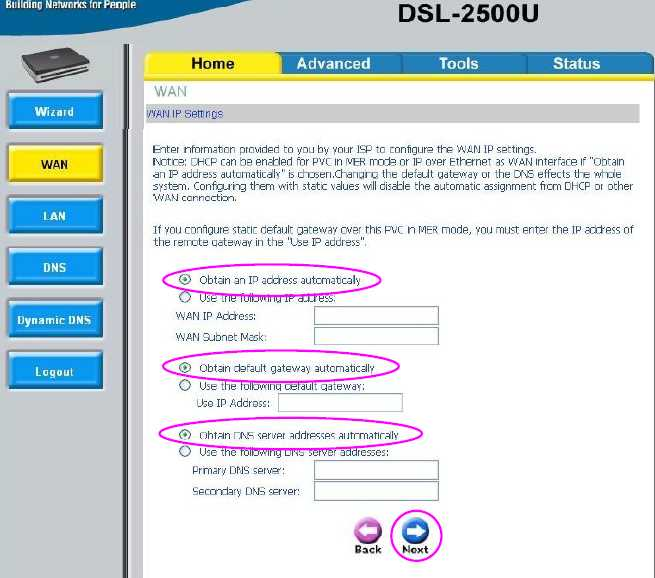 Building Networks for People
DSL-2500U
Home Advanced Tools Status
WAN
WAN IP Settings
Wizard
WAN
LAN
DNS
Dynamic DNS
Logout
Enter information provided to you by your ISP to configure the WAN IP settings.
Notice: DHCP can be enabled for PVC in MER mode or IP over Ethernet as WAN interface if "Obtain
an IP address automatically" is chosen.Changing the default gateway or the DNS effects the whole
system. Configuring them with static values will disable the automatic assignment from DHCP or other
WAN connection.
If you configure static default gateway over this PVC in MER mode, you must enter the IP address of
the remote gateway in the "Use IP address".
Obtain an IP address automatically
Use the following IP address:
WAN IP Address:
WAN Subnet Mask:
Obtain default gateway automatically
Use the following default gateway:
Use IP Address:
Obtain DNS server addresses automatically
Use the following DNS server addresses:
Primary DNS server:
Secondary DNS server:
Back Next